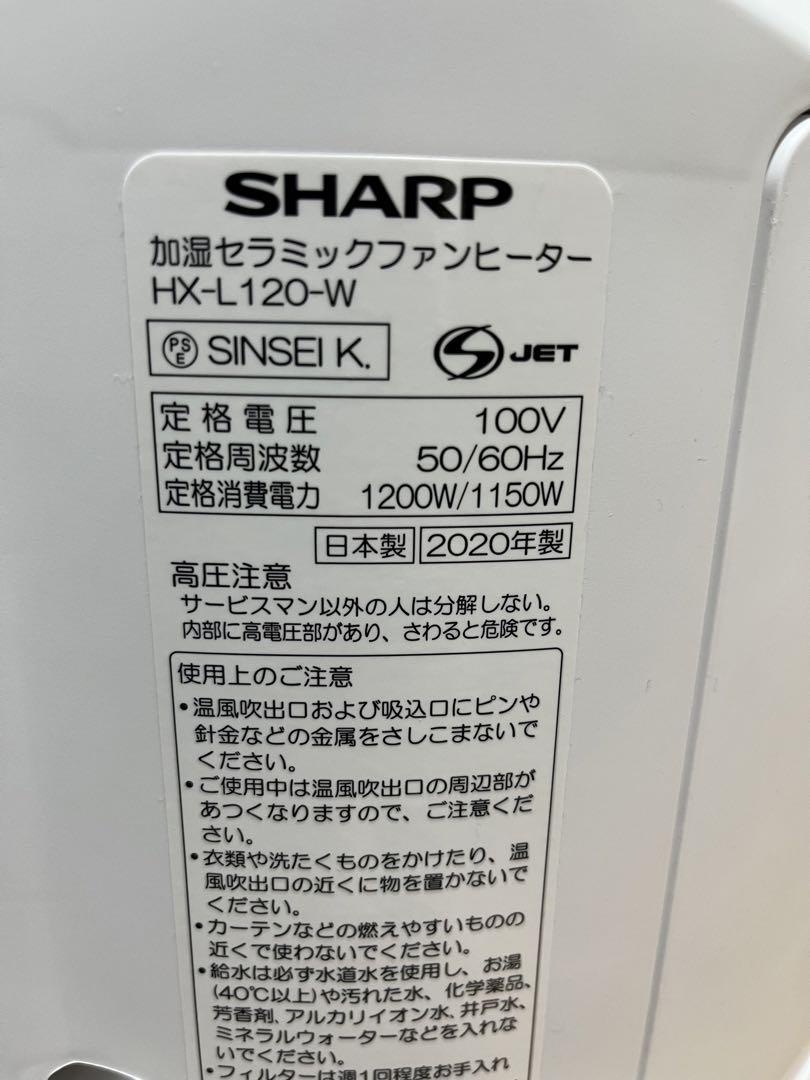 SHARP
加湿セラミックファンヒーター
HX-L120-W
PSE SINSEI K.
S JET
定格電圧 100V
定格周波数 50/60Hz
定格消費電力 1200W/1150W
日本製 2020年製
高圧注意
サービスマン以外の人は分解しない。
内部に高電圧部があり、さわると危険です。
使用上のご注意
•温風吹出口および吸込口にピンや
針金などの金属をさしこまないで
ください。
•ご使用中は温風吹出口の周辺部が
あつくなりますので、ご注意くだ
さい。
•衣類や洗たくものをかけたり、温
風吹出口の近くに物を置かないで
ください。
•カーテンなどの燃えやすいものの
近くで使わないでください。
•給水は必ず水道水を使用し、お湯
(40℃以上)や汚れた水、化学薬品、
芳香剤、アルカリイオン水、井戸水、
ミネラルウォーターなどを入れな
いでください。
•フィルターは週1回程度お手入れ